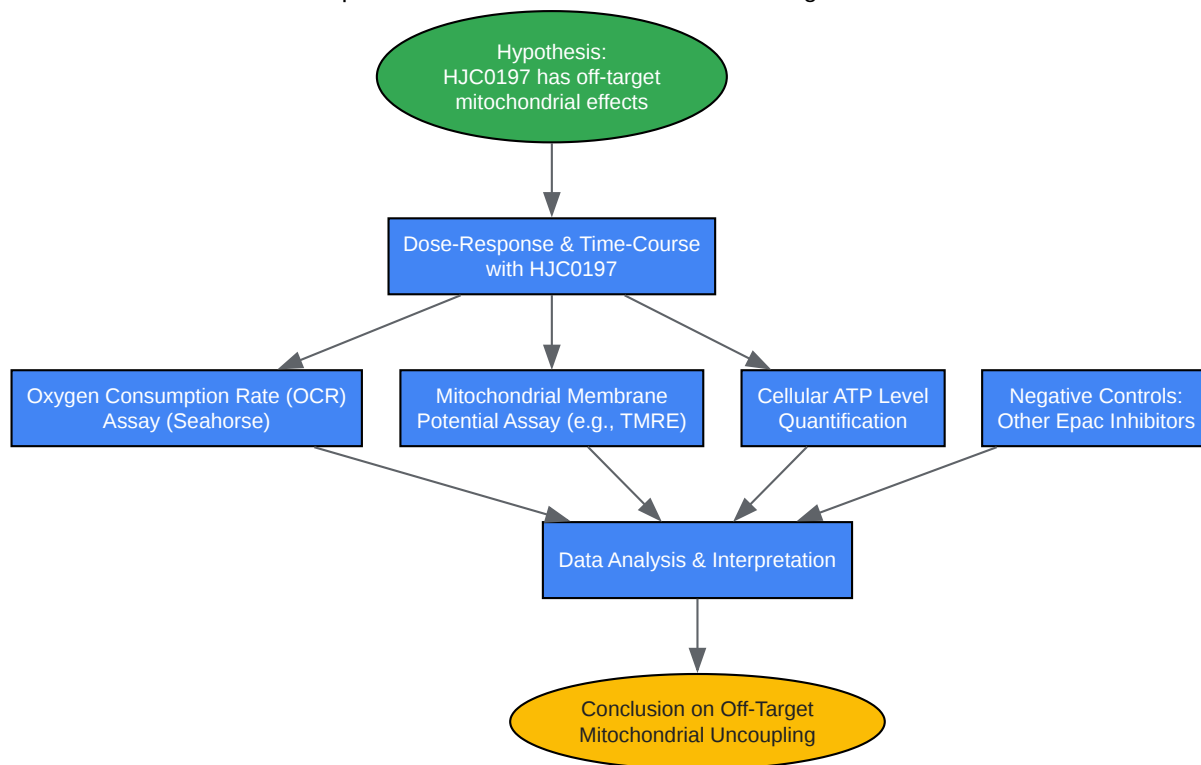 Hypothesis:
HJC0197 has off-target
mitochondrial effects
Dose-Response & Time-Course
with HJC0197
Oxygen Consumption Rate (OCR)
Assay (Seahorse)
Mitochondrial Membrane
Potential Assay (e.g., TMRE)
Cellular ATP Level
Quantification
Negative Controls:
Other Epac Inhibitors
Data Analysis & Interpretation
Conclusion on Off-Target
Mitochondrial Uncoupling